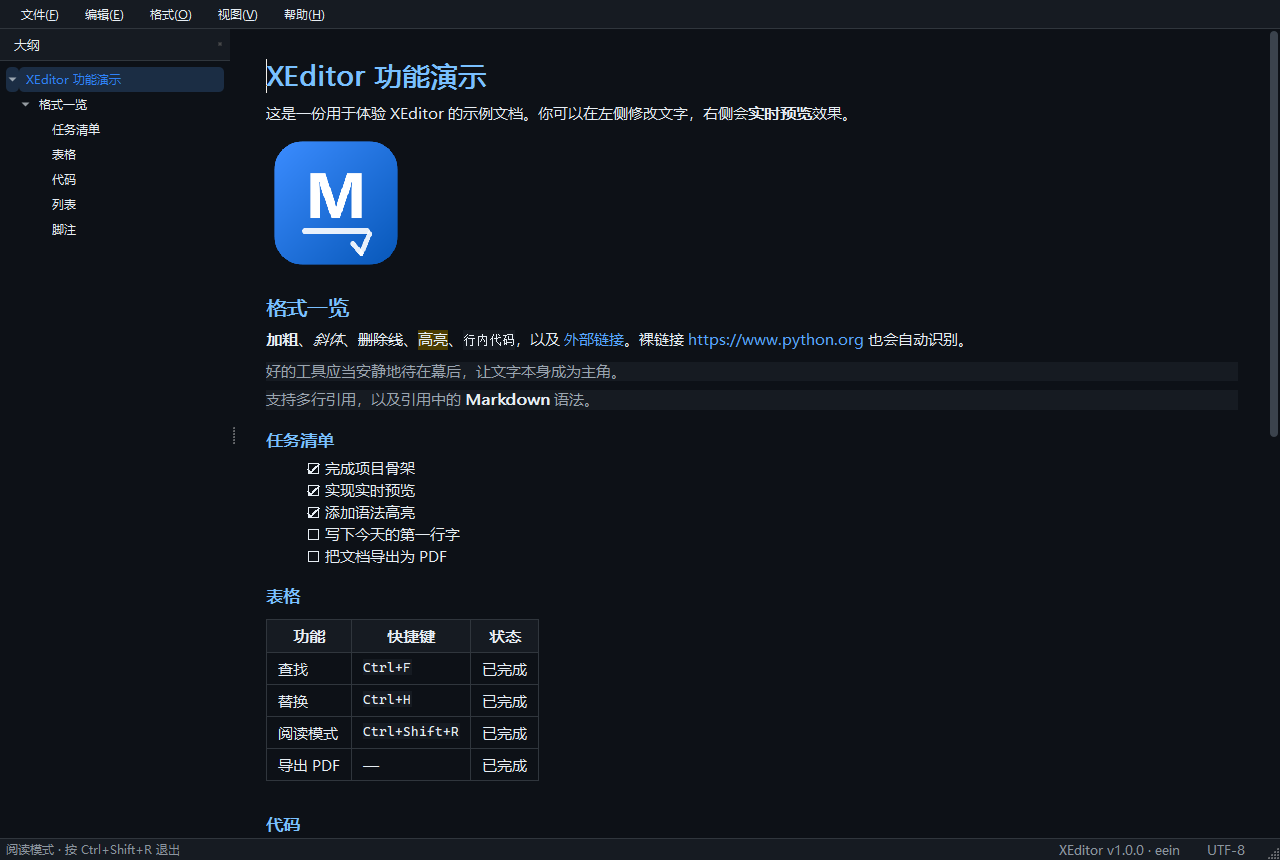 文件(F) 编辑(E) 格式(O) 视图(V) 帮助(H)
大纲
XEditor 功能演示
格式一览
任务清单
表格
代码
列表
脚注
XEditor 功能演示
这是一份用于体验 XEditor 的示例文档。你可以在左侧修改文字，右侧会实时预览效果。
M
格式一览
加粗、斜体、删除线、高亮、行内代码，以及 外部链接。裸链接 https://www.python.org 也会自动识别。
好的工具应当安静地待在幕后，让文字本身成为主角。
支持多行引用，以及引用中的 Markdown 语法。
任务清单
完成项目骨架
实现实时预览
添加语法高亮
写下今天的第一行字
把文档导出为 PDF
表格
功能 快捷键 状态
查找 Ctrl+F 已完成
替换 Ctrl+H 已完成
阅读模式 Ctrl+Shift+R 已完成
导出 PDF — 已完成
代码
阅读模式 · 按 Ctrl+Shift+R 退出 XEditor v1.0.0 · eein UTF-8